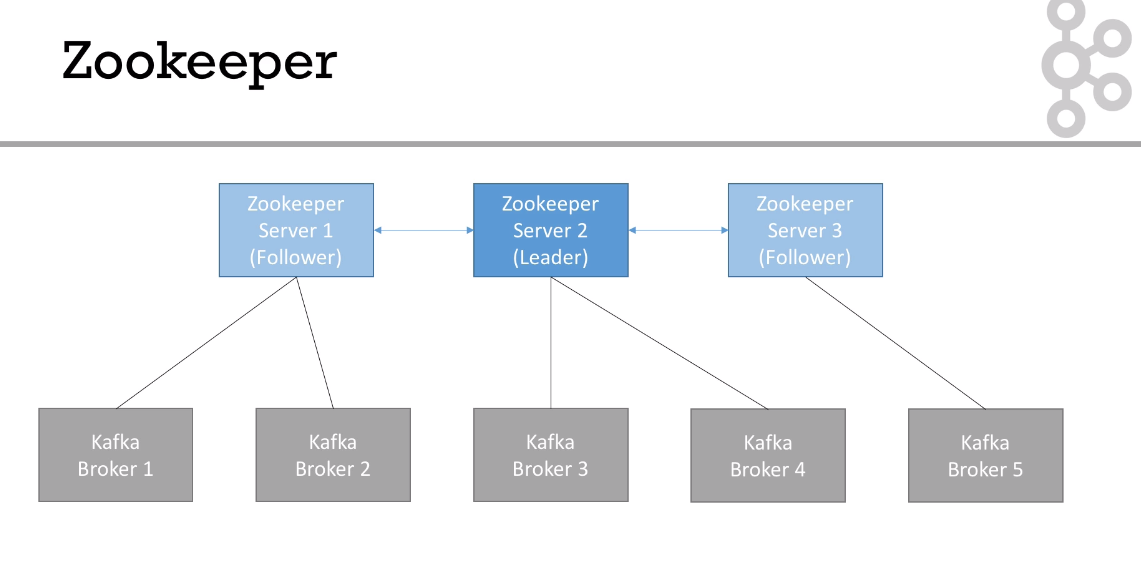 Zookeeper
Zookeeper
Server 1
(Follower)
Zookeeper
Server 2
(Leader)
Zookeeper
Server 3
(Follower)
Kafka
Broker 1
Kafka
Broker 2
Kafka
Broker 3
Kafka
Broker 4
Kafka
Broker 5